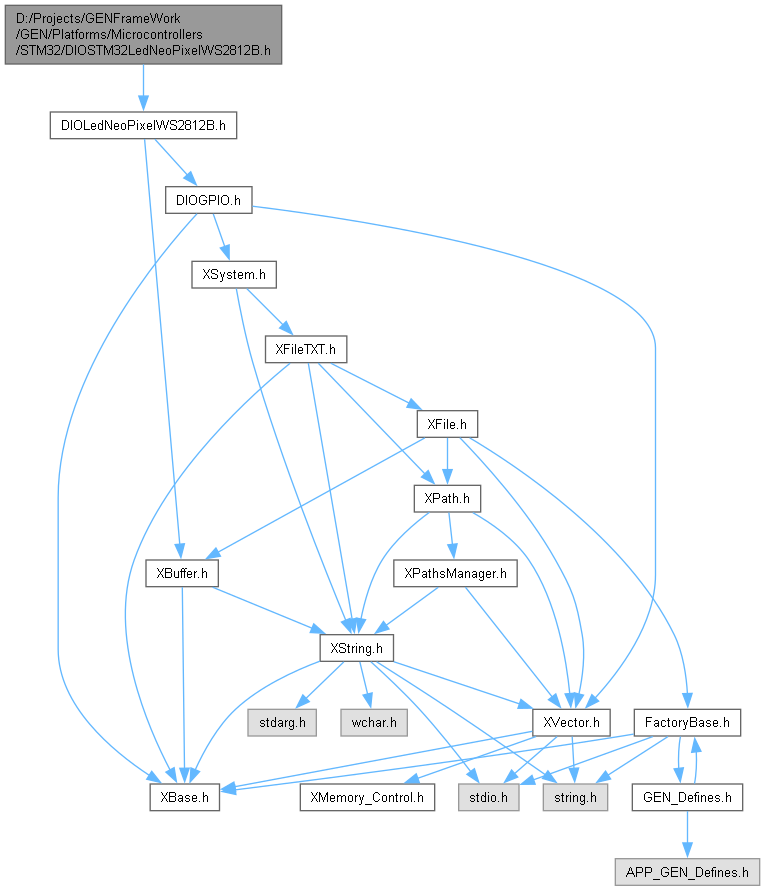 D:/Projects/GENFrameWork
/GEN/Platforms/Microcontrollers
/STM32/DIOSTM32LedNeoPixelWS2812B.h
DIOLedNeoPixelWS2812B.h
DIOGPIO.h
XSystem.h
XFileTXT.h
XFile.h
XPath.h
XBuffer.h
XPathsManager.h
XString.h
stdarg.h
wchar.h
XVector.h
FactoryBase.h
XBase.h
XMemory_Control.h
stdio.h
string.h
GEN_Defines.h
APP_GEN_Defines.h